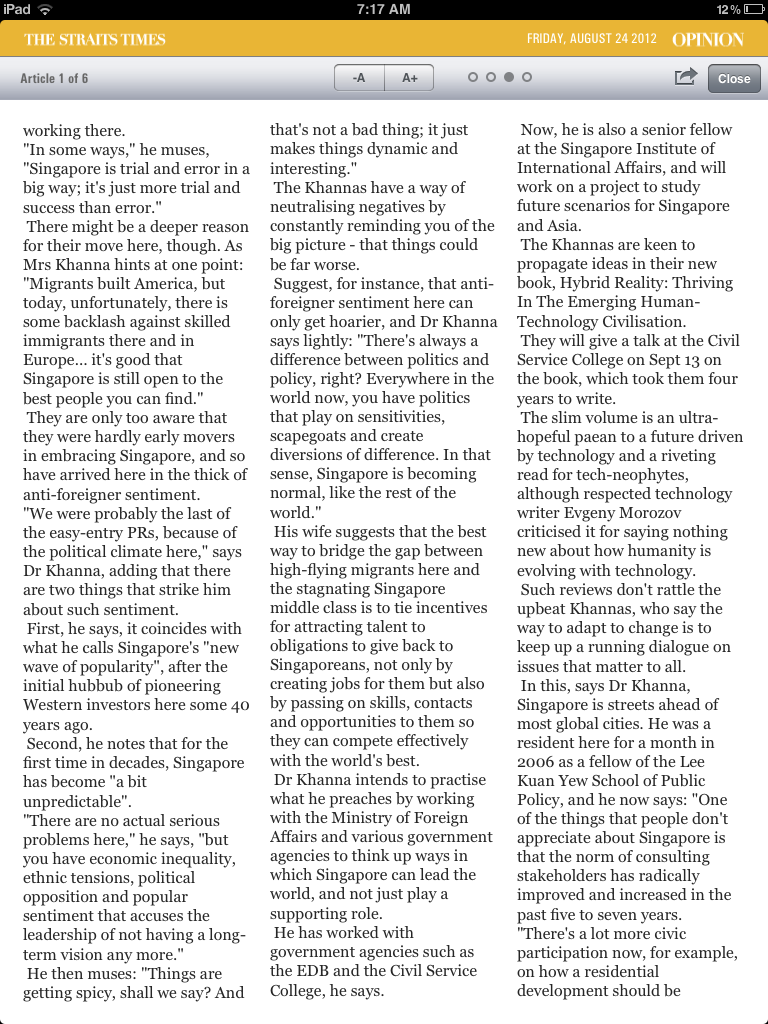 iPad
7:17 AM
12%
THE STRAITS TIMES
FRIDAY, AUGUST 24 2012 OPINION
Article 1 of 6
-A A+
Close
working there.
"In some ways," he muses,
"Singapore is trial and error in a
big way; it's just more trial and
success than error."
There might be a deeper reason
for their move here, though. As
Mrs Khanna hints at one point:
"Migrants built America, but
today, unfortunately, there is
some backlash against skilled
immigrants there and in
Europe... it's good that
Singapore is still open to the
best people you can find."
They are only too aware that
they were hardly early movers
in embracing Singapore, and so
have arrived here in the thick of
anti-foreigner sentiment.
"We were probably the last of
the easy-entry PRs, because of
the political climate here," says
Dr Khanna, adding that there
are two things that strike him
about such sentiment.
First, he says, it coincides with
what he calls Singapore's "new
wave of popularity", after the
initial hubbub of pioneering
Western investors here some 40
years ago.
Second, he notes that for the
first time in decades, Singapore
has become "a bit
unpredictable".
"There are no actual serious
problems here," he says, "but
you have economic inequality,
ethnic tensions, political
opposition and popular
sentiment that accuses the
leadership of not having a long-
term vision any more."
He then muses: "Things are
getting spicy, shall we say? And
that's not a bad thing; it just
makes things dynamic and
interesting."
The Khannas have a way of
neutralising negatives by
constantly reminding you of the
big picture - that things could
be far worse.
Suggest, for instance, that anti-
foreigner sentiment here can
only get hoarier, and Dr Khanna
says lightly: "There's always a
difference between politics and
policy, right? Everywhere in the
world now, you have politics
that play on sensitivities,
scapegoats and create
diversions of difference. In that
sense, Singapore is becoming
normal, like the rest of the
world."
His wife suggests that the best
way to bridge the gap between
high-flying migrants here and
the stagnating Singapore
middle class is to tie incentives
for attracting talent to
obligations to give back to
Singaporeans, not only by
creating jobs for them but also
by passing on skills, contacts
and opportunities to them so
they can compete effectively
with the world's best.
Dr Khanna intends to practise
what he preaches by working
with the Ministry of Foreign
Affairs and various government
agencies to think up ways in
which Singapore can lead the
world, and not just play a
supporting role.
He has worked with
government agencies such as
the EDB and the Civil Service
College, he says.
Now, he is also a senior fellow
at the Singapore Institute of
International Affairs, and will
work on a project to study
future scenarios for Singapore
and Asia.
The Khannas are keen to
propagate ideas in their new
book, Hybrid Reality: Thriving
In The Emerging Human-
Technology Civilisation.
They will give a talk at the Civil
Service College on Sept 13 on
the book, which took them four
years to write.
The slim volume is an ultra-
hopeful paean to a future driven
by technology and a riveting
read for tech-neophytes,
although respected technology
writer Evgeny Morozov
criticised it for saying nothing
new about how humanity is
evolving with technology.
Such reviews don't rattle the
upbeat Khannas, who say the
way to adapt to change is to
keep up a running dialogue on
issues that matter to all.
In this, says Dr Khanna,
Singapore is streets ahead of
most global cities. He was a
resident here for a month in
2006 as a fellow of the Lee
Kuan Yew School of Public
Policy, and he now says: "One
of the things that people don't
appreciate about Singapore is
that the norm of consulting
stakeholders has radically
improved and increased in the
past five to seven years.
"There's a lot more civic
participation now, for example,
on how a residential
development should be